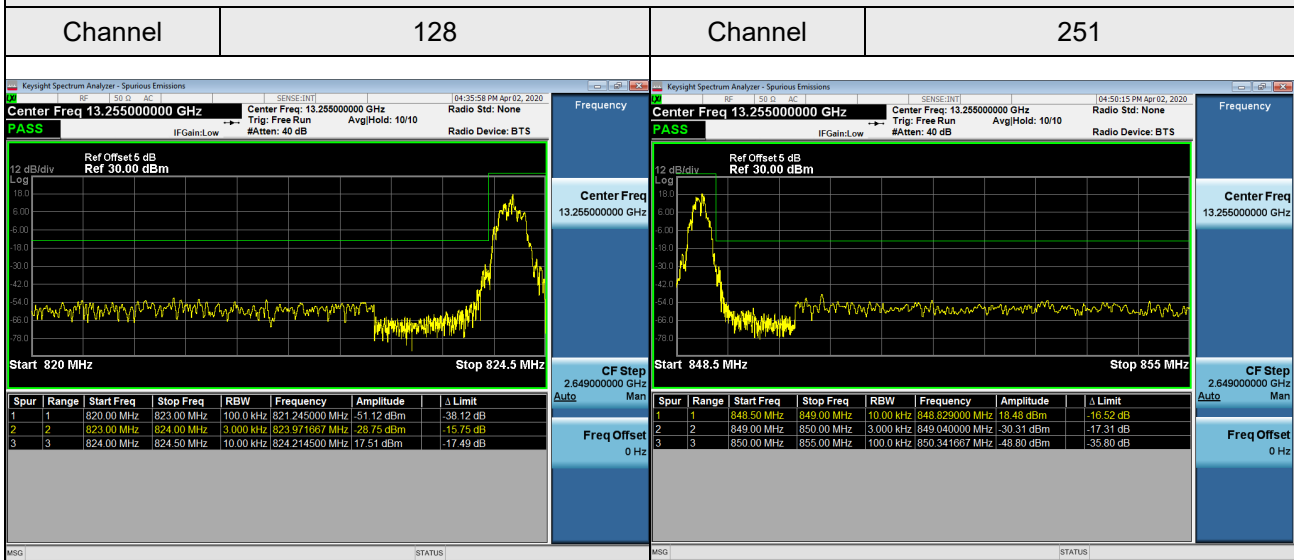 Channel 128 Channel 251
Keysight Spectrum Analyzer - Spurious Emissions
RF 50 Ω AC SENSE:INT 04:35:58 PM Apr 02, 2020
Center Freq 13.255000000 GHz Center Freq: 13.255000000 GHz Radio Std: None
Trig: Free Run Avg|Hold: 10/10
PASS IFGain:Low #Atten: 40 dB Radio Device: BTS
Ref Offset 5 dB
12 dB/div Ref 30.00 dBm
Log
18.0
6.00
-6.00
-18.0
-30.0
-42.0
-54.0
-66.0
-78.0
Start 820 MHz Stop 824.5 MHz
Spur Range Start Freq Stop Freq RBW Frequency Amplitude Δ Limit
1 1 820.00 MHz 823.00 MHz 100.0 kHz 821.245000 MHz -51.12 dBm -38.12 dB
2 2 823.00 MHz 824.00 MHz 3.000 kHz 823.971667 MHz -28.75 dBm -15.75 dB
3 3 824.00 MHz 824.50 MHz 10.00 kHz 824.214500 MHz 17.51 dBm -17.49 dB
MSG STATUS
Frequency
Center Freq
13.255000000 GHz
CF Step
2.649000000 GHz
Auto Man
Freq Offset
0 Hz
Keysight Spectrum Analyzer - Spurious Emissions
RF 50 Ω AC SENSE:INT 04:50:15 PM Apr 02, 2020
Center Freq 13.255000000 GHz Center Freq: 13.255000000 GHz Radio Std: None
Trig: Free Run Avg|Hold: 10/10
PASS IFGain:Low #Atten: 40 dB Radio Device: BTS
Ref Offset 5 dB
12 dB/div Ref 30.00 dBm
Log
18.0
6.00
-6.00
-18.0
-30.0
-42.0
-54.0
-66.0
-78.0
Start 848.5 MHz Stop 855 MHz
Spur Range Start Freq Stop Freq RBW Frequency Amplitude Δ Limit
1 1 848.50 MHz 849.00 MHz 10.00 kHz 848.829000 MHz 18.48 dBm -16.52 dB
2 2 849.00 MHz 850.00 MHz 3.000 kHz 849.040000 MHz -30.31 dBm -17.31 dB
3 3 850.00 MHz 855.00 MHz 100.0 kHz 850.341667 MHz -48.80 dBm -35.80 dB
MSG STATUS
Frequency
Center Freq
13.255000000 GHz
CF Step
2.649000000 GHz
Auto Man
Freq Offset
0 Hz